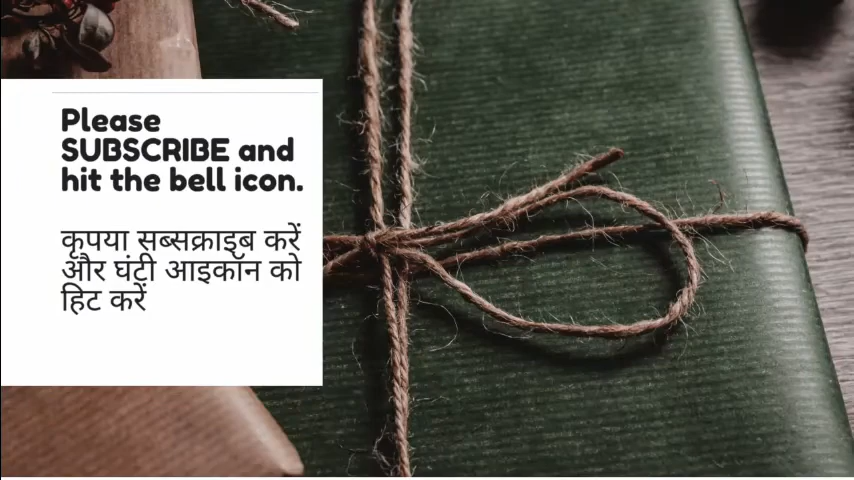 Please
SUBSCRIBE and
hit the bell icon.
कृपया सब्सक्राइब करें
और घंटी आइकॉन को
हिट करें